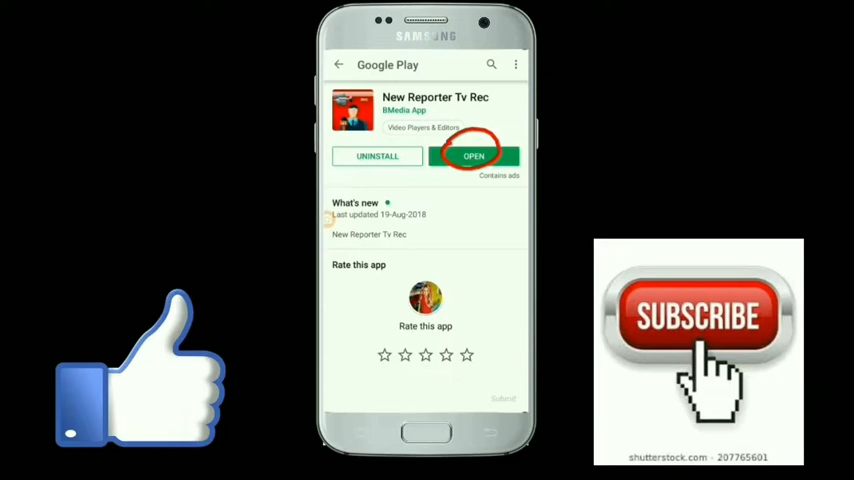 SAMSUNG
Google Play
New Reporter Tv Rec
BMedia App
Video Players & Editors
UNINSTALL
OPEN
Contains ads
What's new
Last updated 19-Aug-2018
New Reporter Tv Rec
Rate this app
Rate this app
Submit
SUBSCRIBE
shutterstock.com - 207765601